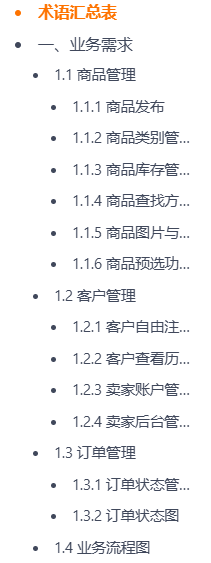 术语汇总表
一、业务需求
1.1 商品管理
1.1.1 商品发布
1.1.2 商品类别管...
1.1.3 商品库存管...
1.1.4 商品查找方...
1.1.5 商品图片与...
1.1.6 商品预选功...
1.2 客户管理
1.2.1 客户自由注...
1.2.2 客户查看历...
1.2.3 卖家账户管...
1.2.4 卖家后台管...
1.3 订单管理
1.3.1 订单状态管...
1.3.2 订单状态图
1.4 业务流程图